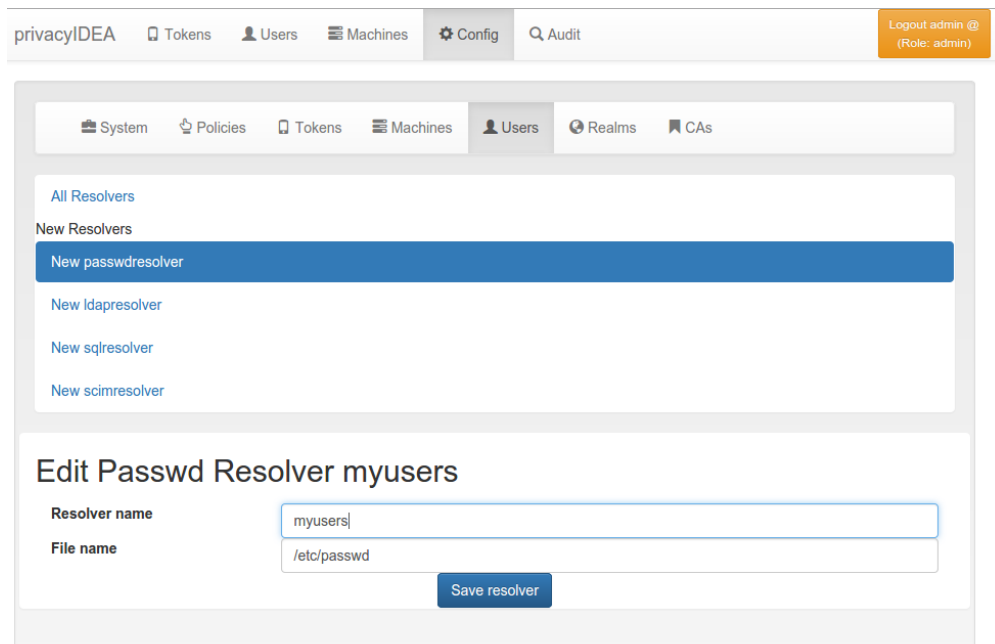 privacyIDEA Tokens Users Machines Config Audit Logout admin @
(Role: admin)
System Policies Tokens Machines Users Realms CAs
All Resolvers
New Resolvers
New passwdresolver
New ldapresolver
New sqlresolver
New scimresolver
Edit Passwd Resolver myusers
Resolver name myusers
File name /etc/passwd
Save resolver